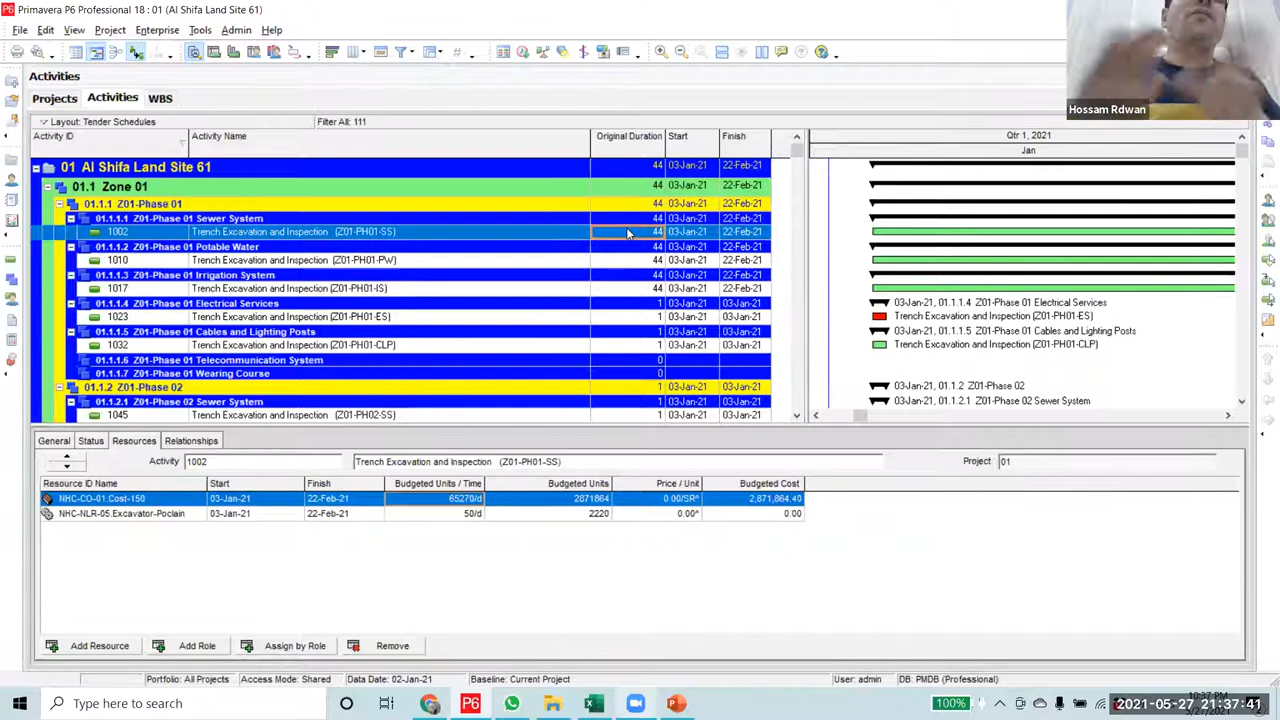 Primavera P6 Professional 18 : 01 (Al Shifa Land Site 61)
File Edit View Project Enterprise Tools Admin Help
Hossam Rdwan
Activities
Projects Activities WBS
Layout: Tender Schedules Filter All: 111
Activity ID Activity Name Original Duration Start Finish Qtr 1, 2021
Jan
01 Al Shifa Land Site 61 44 03-Jan-21 22-Feb-21
01.1 Zone 01 44 03-Jan-21 22-Feb-21
01.1.1 Z01-Phase 01 44 03-Jan-21 22-Feb-21
01.1.1.1 Z01-Phase 01 Sewer System 44 03-Jan-21 22-Feb-21
1002 Trench Excavation and Inspection (Z01-PH01-SS) 44 03-Jan-21 22-Feb-21
01.1.1.2 Z01-Phase 01 Potable Water 44 03-Jan-21 22-Feb-21
1010 Trench Excavation and Inspection (Z01-PH01-PW) 44 03-Jan-21 22-Feb-21
01.1.1.3 Z01-Phase 01 Irrigation System 44 03-Jan-21 22-Feb-21
1017 Trench Excavation and Inspection (Z01-PH01-IS) 44 03-Jan-21 22-Feb-21
01.1.1.4 Z01-Phase 01 Electrical Services 1 03-Jan-21 03-Jan-21 03-Jan-21, 01.1.1.4 Z01-Phase 01 Electrical Services
1023 Trench Excavation and Inspection (Z01-PH01-ES) 1 03-Jan-21 03-Jan-21 Trench Excavation and Inspection (Z01-PH01-ES)
01.1.1.5 Z01-Phase 01 Cables and Lighting Posts 1 03-Jan-21 03-Jan-21 03-Jan-21, 01.1.1.5 Z01-Phase 01 Cables and Lighting Posts
1032 Trench Excavation and Inspection (Z01-PH01-CLP) 1 03-Jan-21 03-Jan-21 Trench Excavation and Inspection (Z01-PH01-CLP)
01.1.1.6 Z01-Phase 01 Telecommunication System 0
01.1.1.7 Z01-Phase 01 Wearing Course 0
01.1.2 Z01-Phase 02 1 03-Jan-21 03-Jan-21 03-Jan-21, 01.1.2 Z01-Phase 02
01.1.2.1 Z01-Phase 02 Sewer System 1 03-Jan-21 03-Jan-21 03-Jan-21, 01.1.2.1 Z01-Phase 02 Sewer System
1045 Trench Excavation and Inspection (Z01-PH02-SS) 1 03-Jan-21 03-Jan-21
General Status Resources Relationships
Activity 1002 Trench Excavation and Inspection (Z01-PH01-SS) Project 01
Resource ID Name Start Finish Budgeted Units / Time Budgeted Units Price / Unit Budgeted Cost
NHC-CO-01.Cost-150 03-Jan-21 22-Feb-21 65270/d 2871864 0.00/SR^ 2,871,864.40
NHC-NLR-05.Excavator-Poclain 03-Jan-21 22-Feb-21 50/d 2220 0.00^ 0.00
Add Resource Add Role Assign by Role Remove
Portfolio: All Projects Access Mode: Shared Data Date: 02-Jan-21 Baseline: Current Project User: admin DB: PMDB (Professional)
Type here to search 100% 2021-05-27 21:37:41